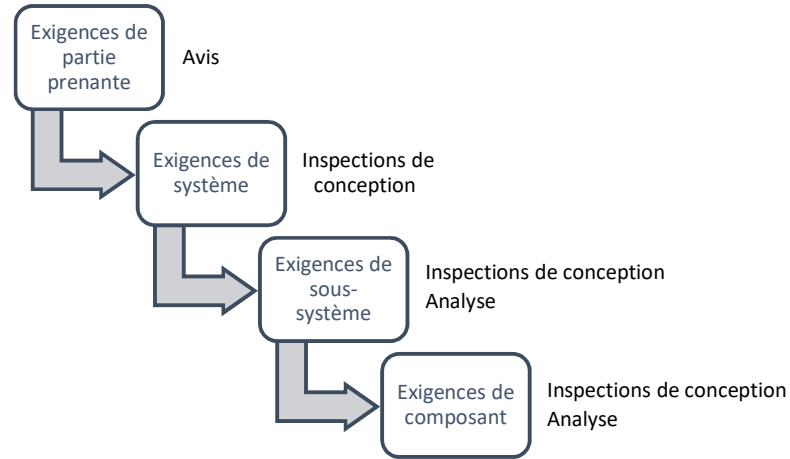 Exigences de
partie
prenante
Avis
Exigences de
système
Inspections de
conception
Exigences de
sous-
système
Inspections de conception
Analyse
Exigences de
composant
Inspections de conception
Analyse